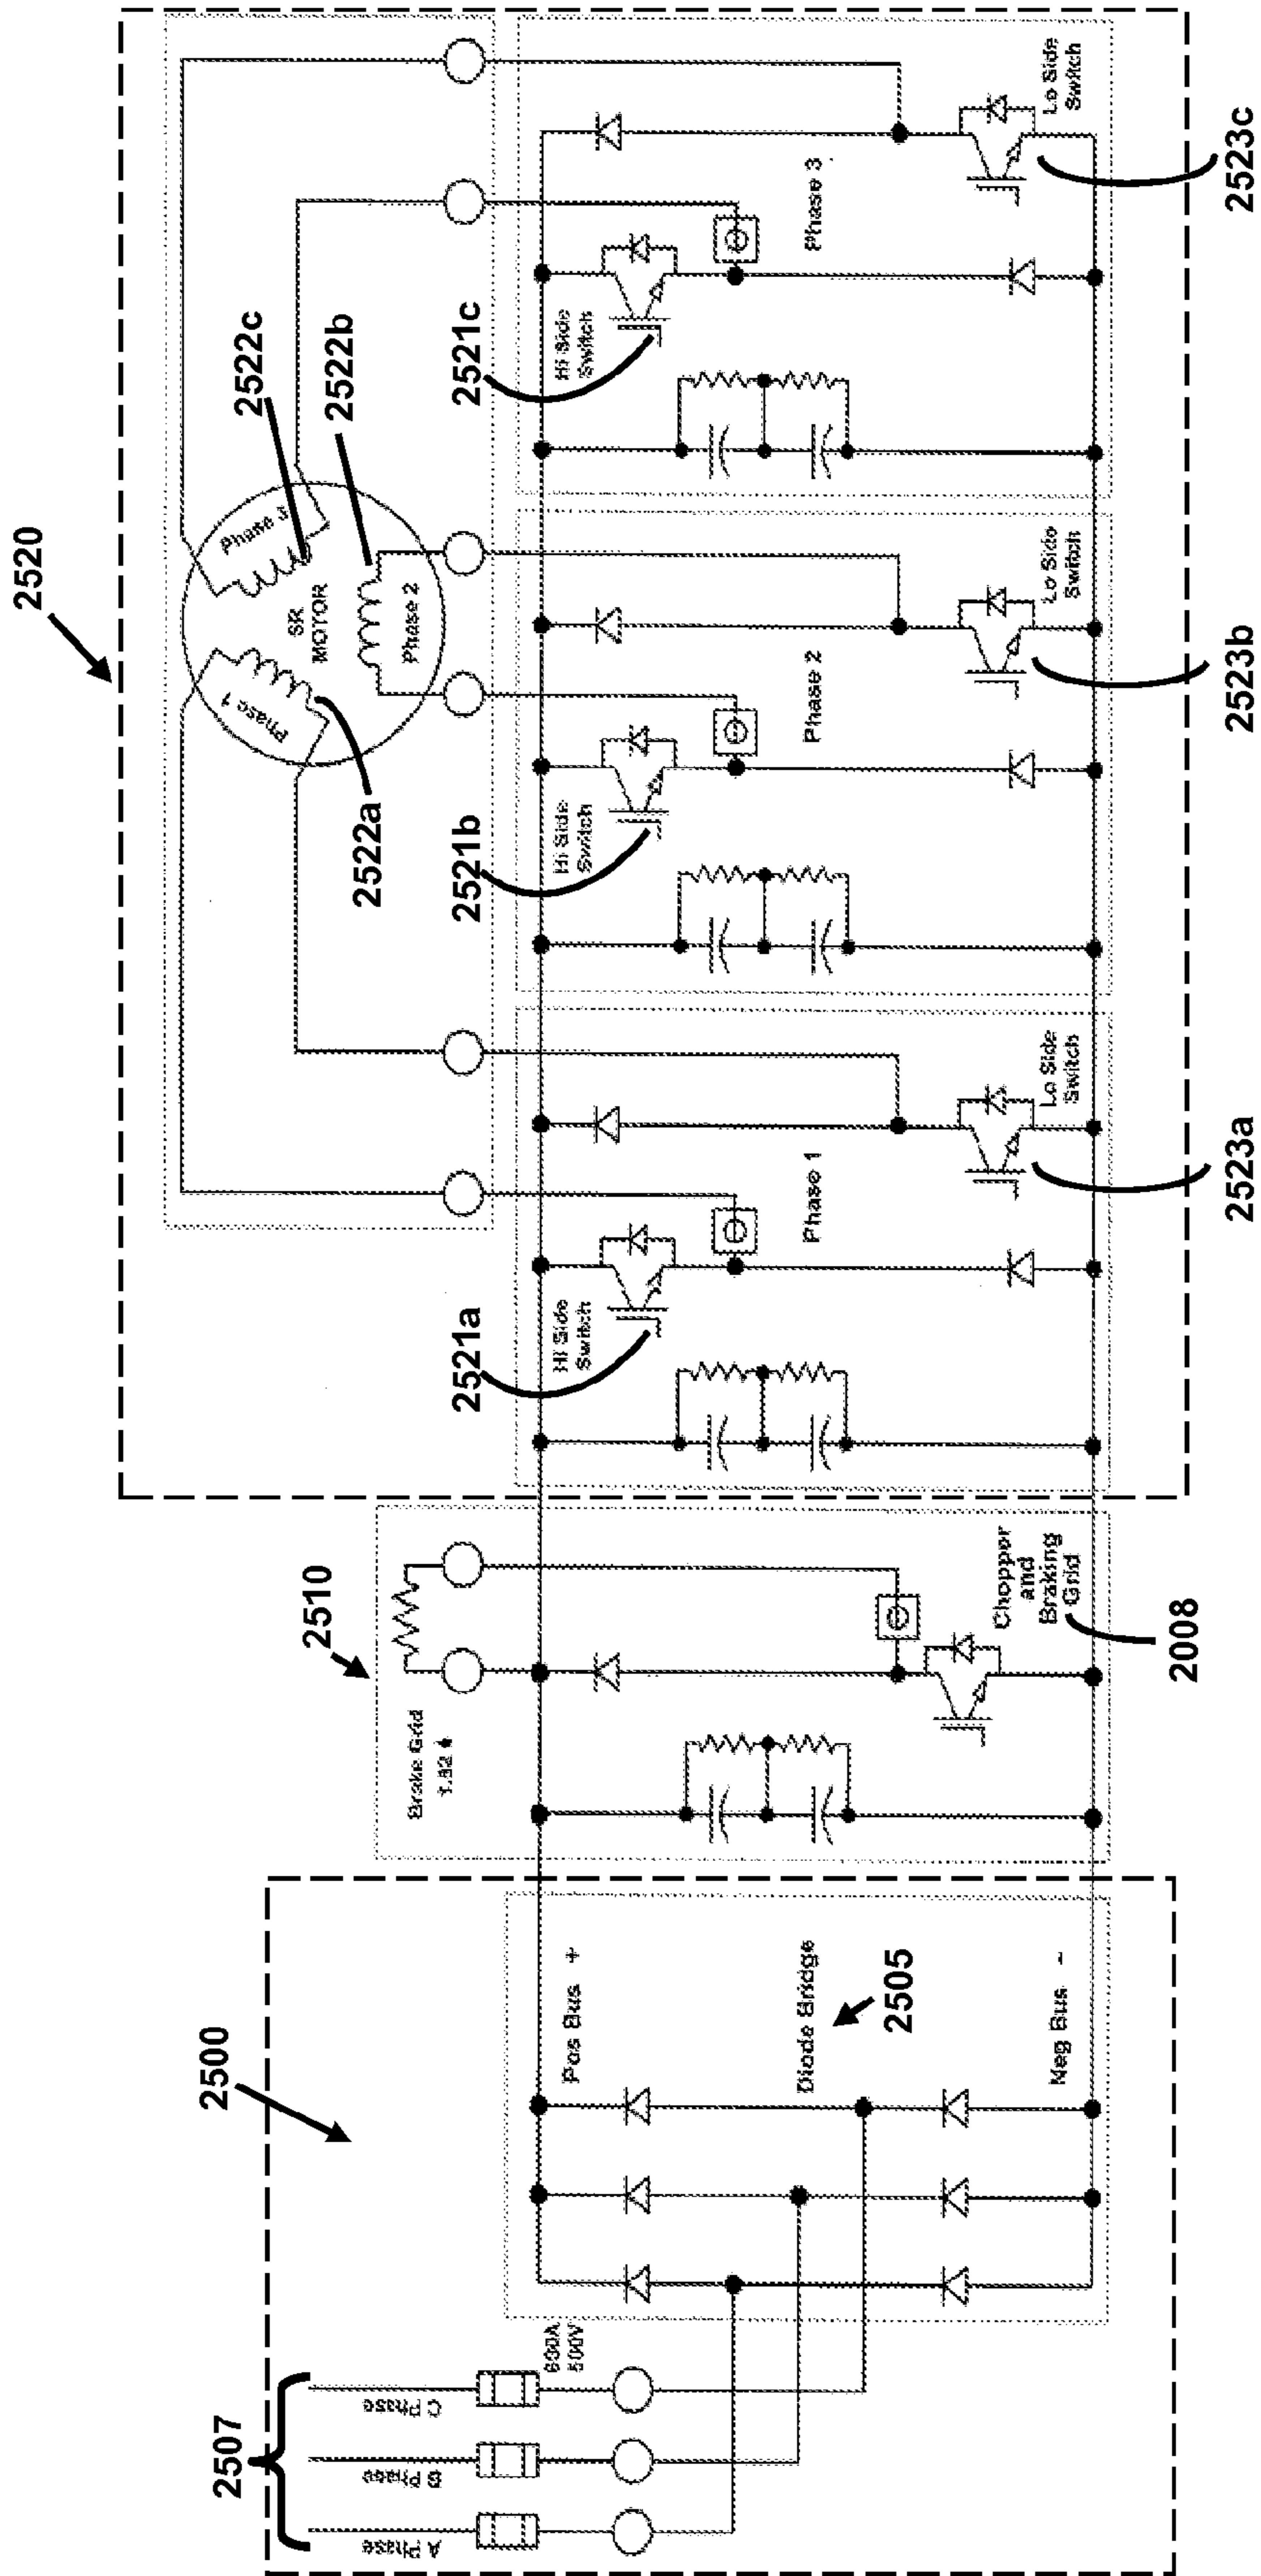 2520
2500
2507
A Phase
B Phase
C Phase
600A
500V
Pos Bus +
Diode Bridge
2505
Neg Bus -
2510
Brake Grid
Chopper
and
Braking
Grid
2008
SR
MOTOR
Phase 1
Phase 2
Phase 3
2522a
2522b
2522c
2521a
Hi Side
Switch
Phase 1
Lo Side
Switch
2523a
2521b
Hi Side
Switch
Phase 2
Lo Side
Switch
2523b
2521c
Hi Side
Switch
Phase 3
Lo Side
Switch
2523c